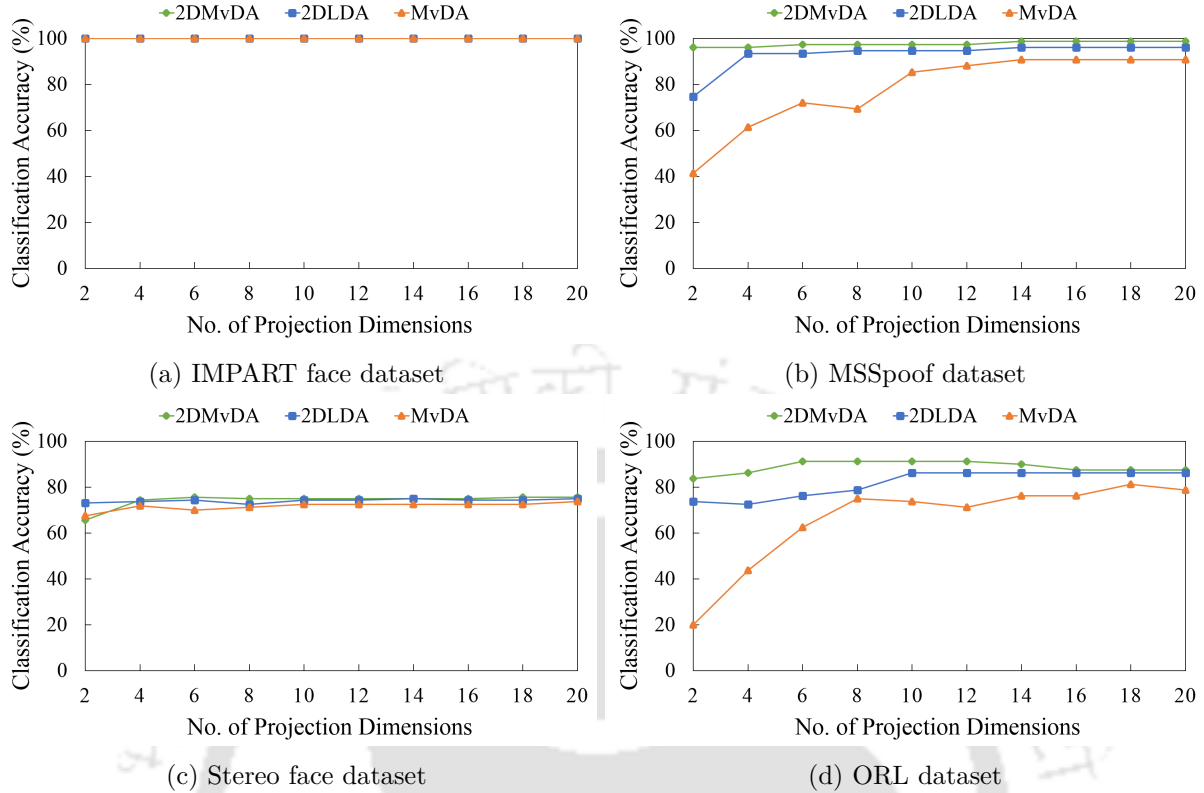 2DMvDA 2DLDA MvDA
Classification Accuracy (%)
100
80
60
40
20
0
2 4 6 8 10 12 14 16 18 20
No. of Projection Dimensions
(a) IMPART face dataset
2DMvDA 2DLDA MvDA
Classification Accuracy (%)
100
80
60
40
20
0
2 4 6 8 10 12 14 16 18 20
No. of Projection Dimensions
(b) MSSpoof dataset
2DMvDA 2DLDA MvDA
Classification Accuracy (%)
100
80
60
40
20
0
2 4 6 8 10 12 14 16 18 20
No. of Projection Dimensions
(c) Stereo face dataset
2DMvDA 2DLDA MvDA
Classification Accuracy (%)
100
80
60
40
20
0
2 4 6 8 10 12 14 16 18 20
No. of Projection Dimensions
(d) ORL dataset